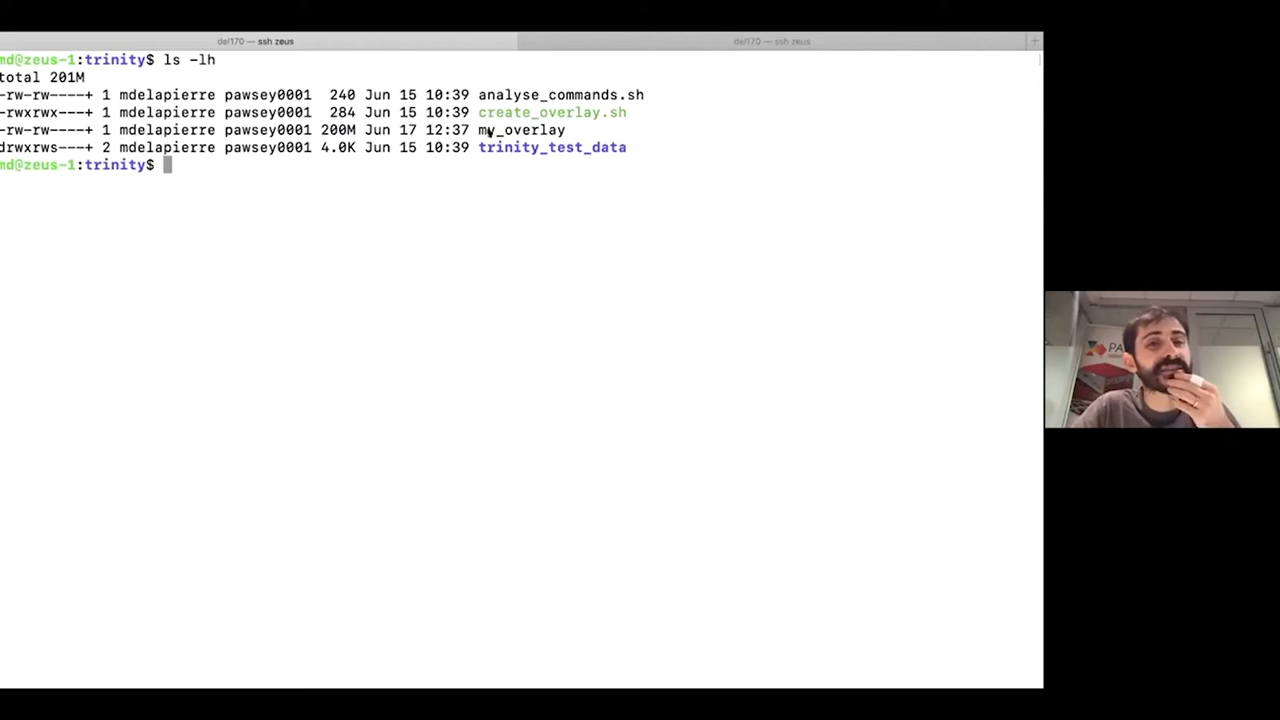 del170 — ssh zeus
del170 — ssh zeus
md@zeus-1:trinity$ ls -lh
total 201M
-rw-rw----+ 1 mdelapierre pawsey0001  240 Jun 15 10:39 analyse_commands.sh
-rwxrwx---+ 1 mdelapierre pawsey0001  284 Jun 15 10:39 create_overlay.sh
-rw-rw----+ 1 mdelapierre pawsey0001 200M Jun 17 12:37 my_overlay
drwxrws---+ 2 mdelapierre pawsey0001 4.0K Jun 15 10:39 trinity_test_data
md@zeus-1:trinity$